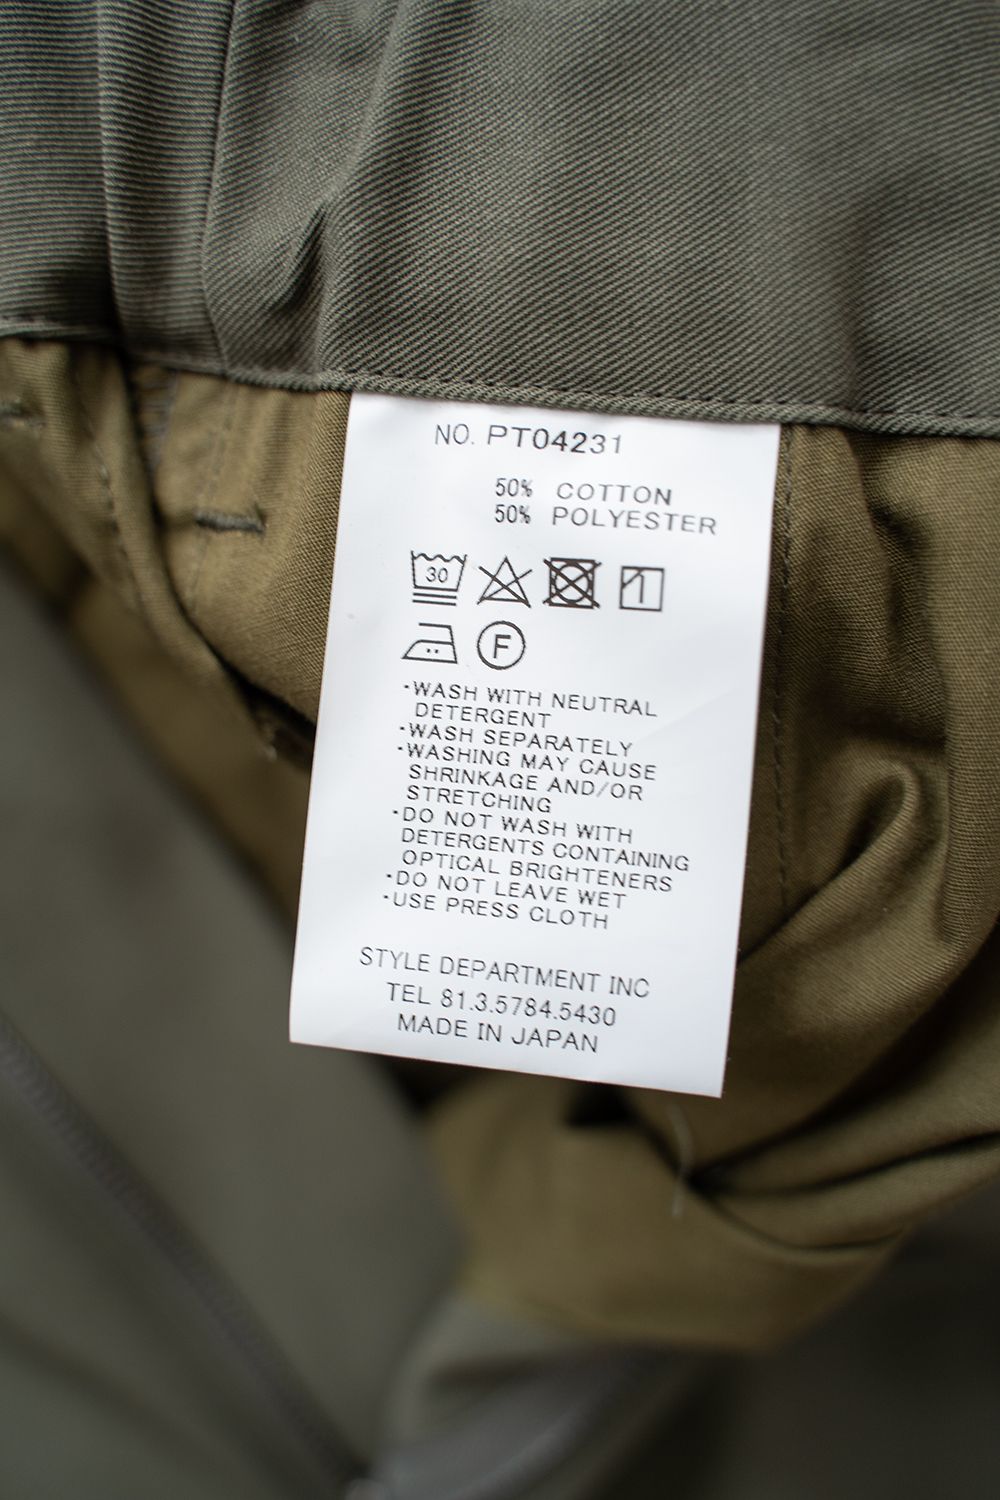 NO. PT04231
50% COTTON
50% POLYESTER
30
F
·WASH WITH NEUTRAL
DETERGENT
·WASH SEPARATELY
·WASHING MAY CAUSE
SHRINKAGE AND/OR
STRETCHING
·DO NOT WASH WITH
DETERGENTS CONTAINING
OPTICAL BRIGHTENERS
·DO NOT LEAVE WET
·USE PRESS CLOTH
STYLE DEPARTMENT INC
TEL 81.3.5784.5430
MADE IN JAPAN